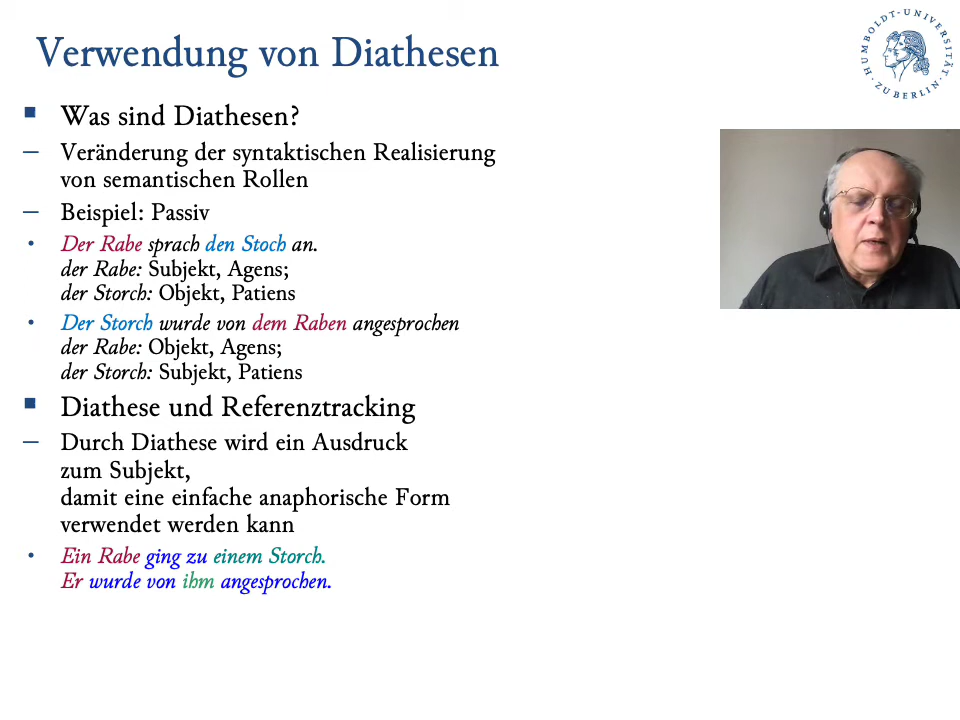 Verwendung von Diathesen
HUMBOLDT-UNIVERSITÄT ZU BERLIN
■ Was sind Diathesen?
– Veränderung der syntaktischen Realisierung
von semantischen Rollen
– Beispiel: Passiv
• Der Rabe sprach den Stoch an.
der Rabe: Subjekt, Agens;
der Storch: Objekt, Patiens
• Der Storch wurde von dem Raben angesprochen
der Rabe: Objekt, Agens;
der Storch: Subjekt, Patiens
■ Diathese und Referenztracking
– Durch Diathese wird ein Ausdruck
zum Subjekt,
damit eine einfache anaphorische Form
verwendet werden kann
• Ein Rabe ging zu einem Storch.
Er wurde von ihm angesprochen.